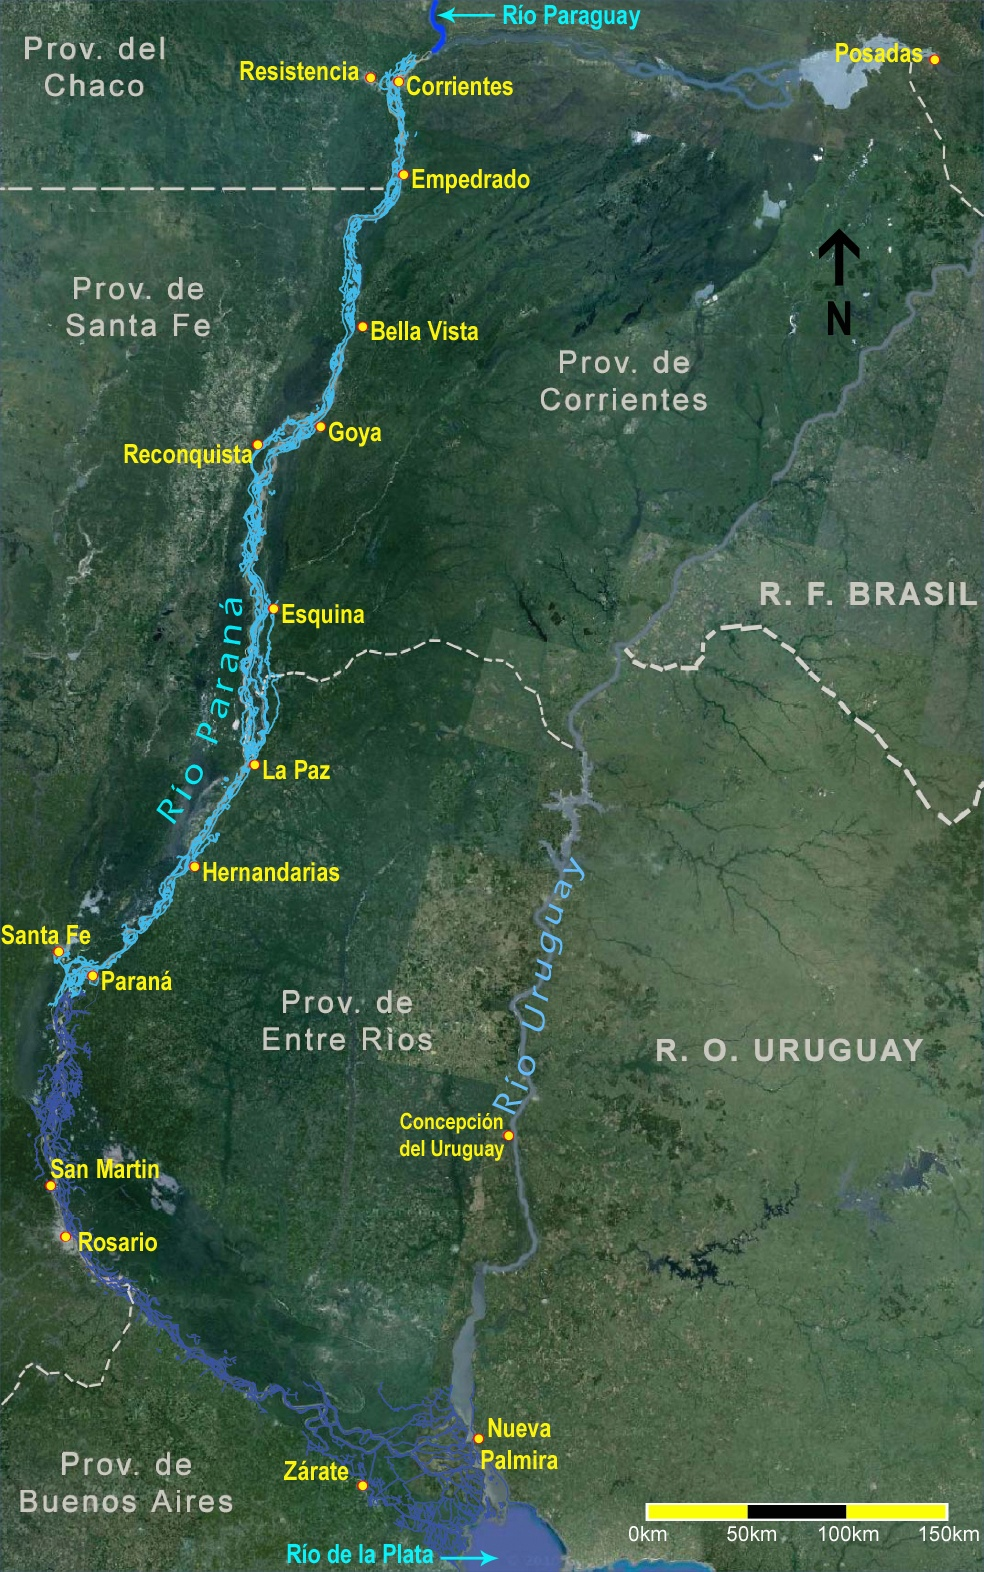 Río Paraguay
Prov. del
Chaco
Posadas
Resistencia
Corrientes
Empedrado
Prov. de
Santa Fe
N
Bella Vista
Prov. de
Corrientes
Goya
Reconquista
R. F. BRASIL
Esquina
Río Paraná
La Paz
Hernandarias
Río Uruguay
Santa Fe
Paraná
Prov. de
Entre Rìos
R. O. URUGUAY
Concepción
del Uruguay
San Martin
Rosario
Nueva
Palmira
Prov. de
Buenos Aires
Zárate
0km
50km
100km
150km
Río de la Plata